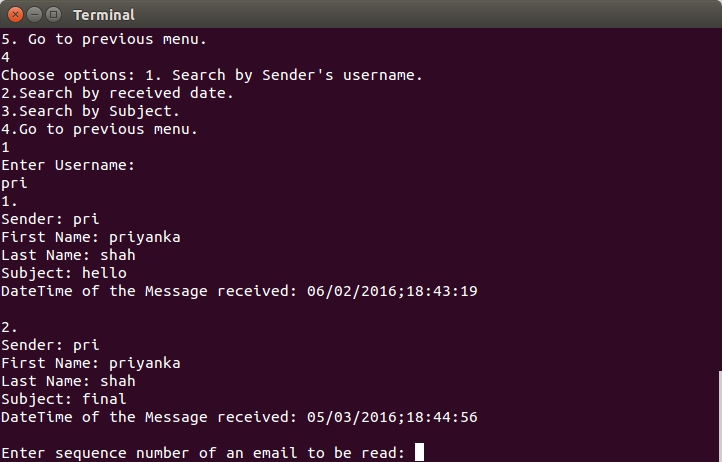 Terminal
5. Go to previous menu.
4
Choose options: 1. Search by Sender's username.
2.Search by received date.
3.Search by Subject.
4.Go to previous menu.
1
Enter Username:
pri
1.
Sender: pri
First Name: priyanka
Last Name: shah
Subject: hello
DateTime of the Message received: 06/02/2016;18:43:19

2.
Sender: pri
First Name: priyanka
Last Name: shah
Subject: final
DateTime of the Message received: 05/03/2016;18:44:56

Enter sequence number of an email to be read: